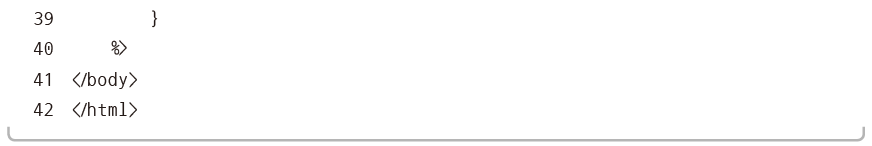 39         }
40     %>
41 </body>
42 </html>